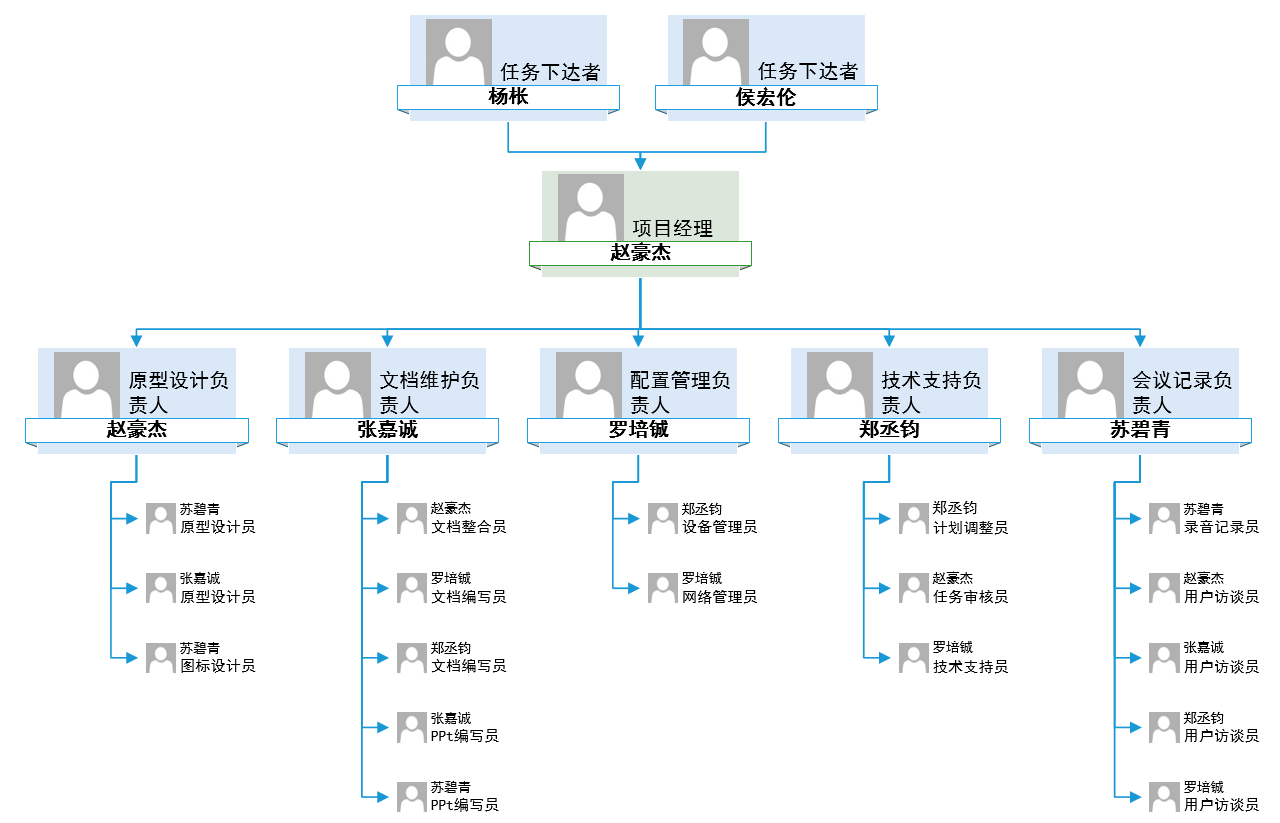 任务下达者
杨枨
任务下达者
侯宏伦
项目经理
赵豪杰
原型设计负
责人
赵豪杰
苏碧青
原型设计员
张嘉诚
原型设计员
苏碧青
图标设计员
文档维护负
责人
张嘉诚
赵豪杰
文档整合员
罗培铖
文档编写员
郑丞钧
文档编写员
张嘉诚
PPt编写员
苏碧青
PPt编写员
配置管理负
责人
罗培铖
郑丞钧
设备管理员
罗培铖
网络管理员
技术支持负
责人
郑丞钧
郑丞钧
计划调整员
赵豪杰
任务审核员
罗培铖
技术支持员
会议记录负
责人
苏碧青
苏碧青
录音记录员
赵豪杰
用户访谈员
张嘉诚
用户访谈员
郑丞钧
用户访谈员
罗培铖
用户访谈员